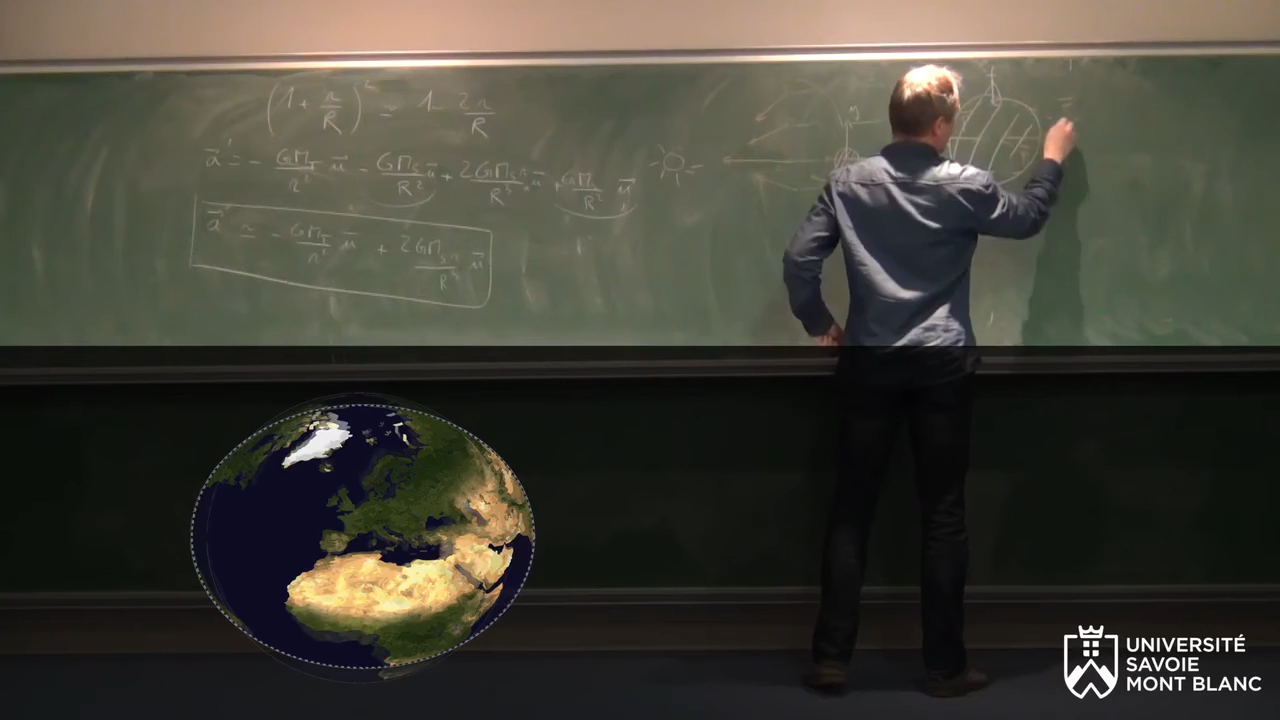 (1 + r/R)² ≃ 1 - 2r/R
a⃗' = - GM_T/r² u⃗ - GM_S/R² u⃗ + 2GM_S r/R³ u⃗ + GM_S/R² u⃗
a⃗' ≃ - GM_T/r² u⃗ + 2GM_S r/R³ u⃗
UNIVERSITÉ
SAVOIE
MONT BLANC